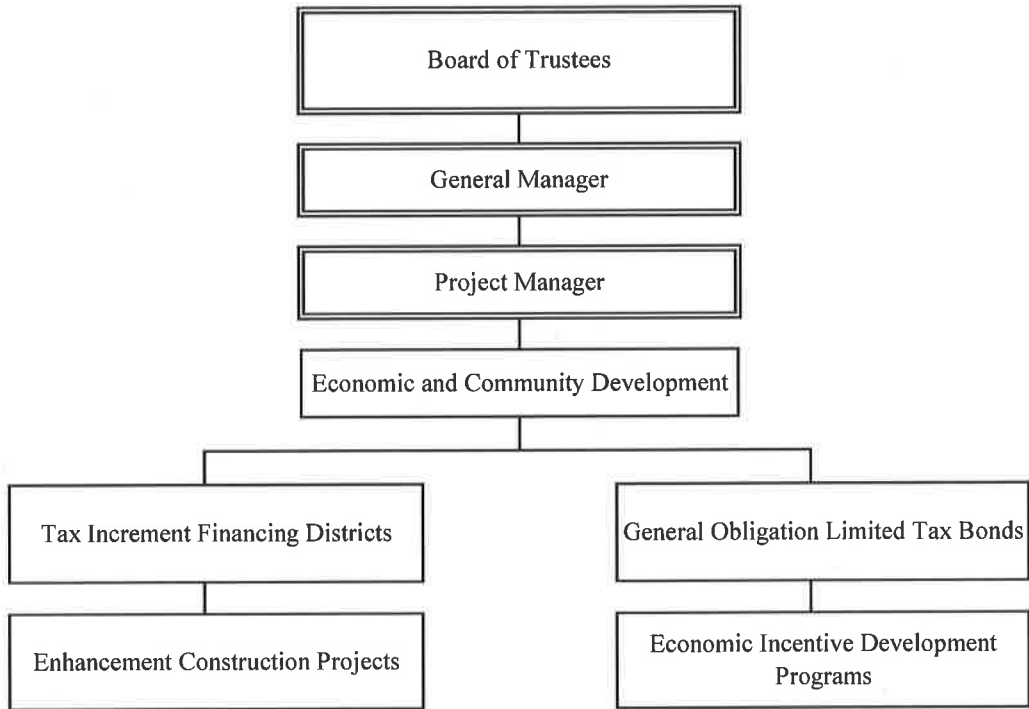 Board of Trustees
General Manager
Project Manager
Economic and Community Development
Tax Increment Financing Districts
General Obligation Limited Tax Bonds
Enhancement Construction Projects
Economic Incentive Development
Programs